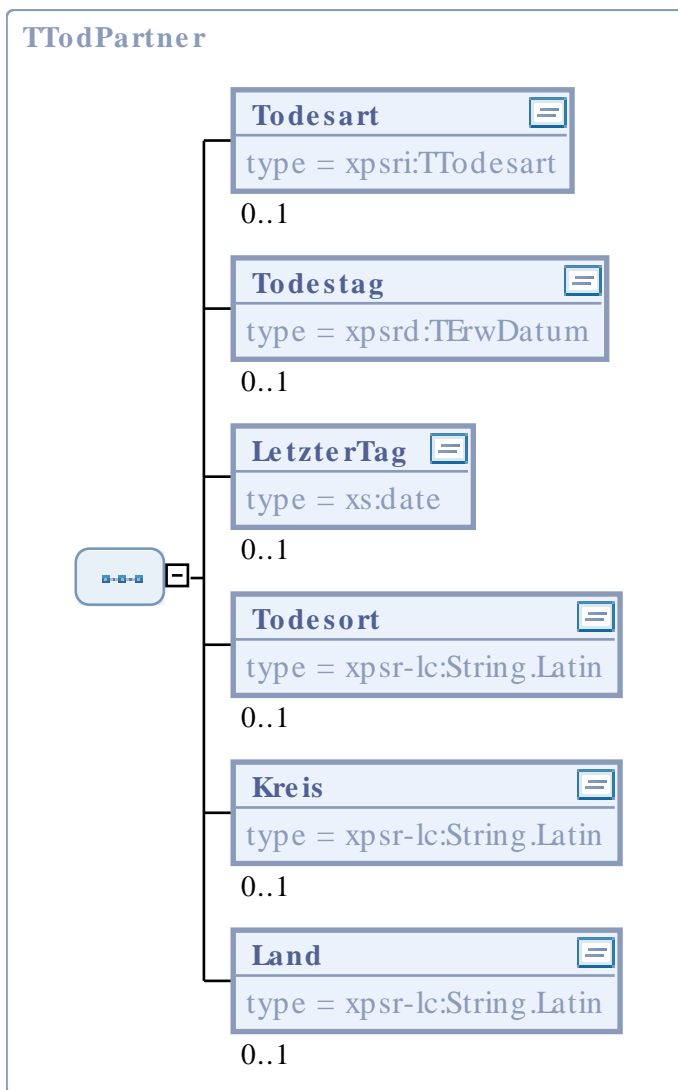 TTodPartner
Todesart
type = xpsri:TTodesart
0..1
Todestag
type = xpsrd:TErwDatum
0..1
LetzterTag
type = xs:date
0..1
Todesort
type = xpsr-lc:String.Latin
0..1
Kreis
type = xpsr-lc:String.Latin
0..1
Land
type = xpsr-lc:String.Latin
0..1